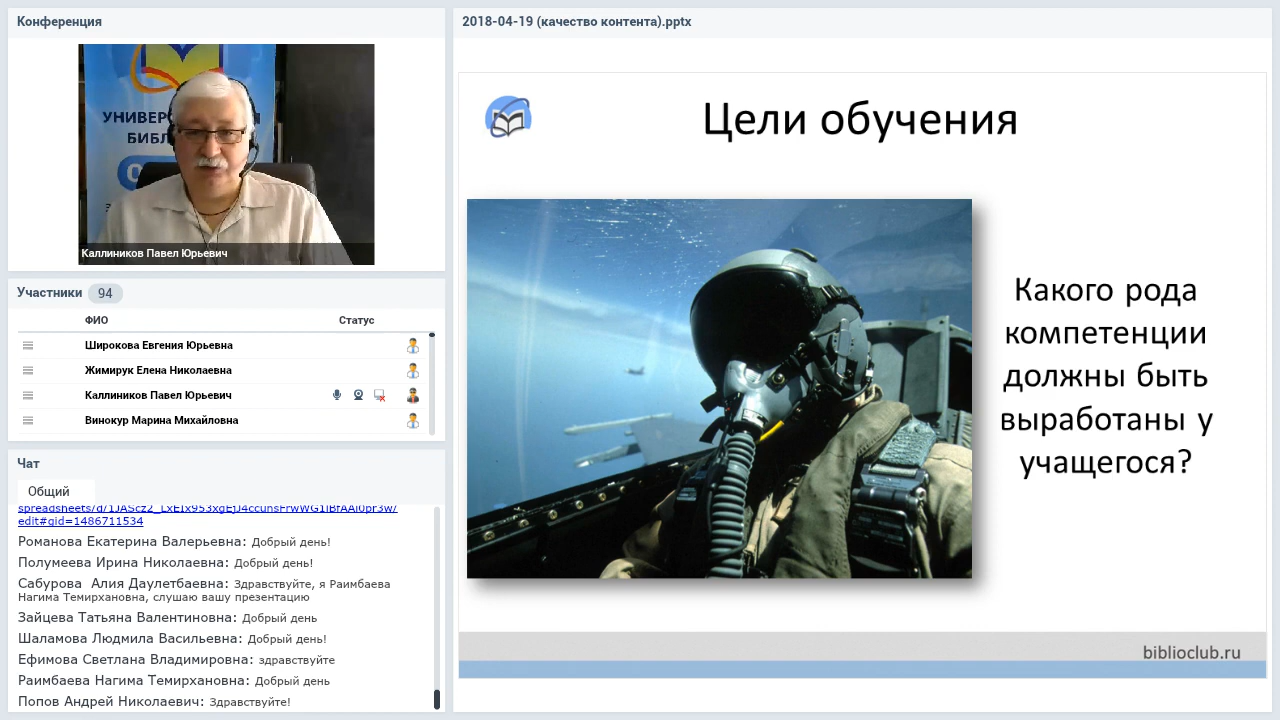 Конференция
УНИВЕР
БИБЛ
Каллиников Павел Юрьевич
Участники 94
ФИО Статус
Широкова Евгения Юрьевна
Жимирук Елена Николаевна
Каллиников Павел Юрьевич
Винокур Марина Михайловна
Чат
Общий
edit#gid=1486711534
Романова Екатерина Валерьевна: Добрый день!
Полумеева Ирина Николаевна: Добрый день!
Сабурова Алия Даулетбаевна: Здравствуйте, я Раимбаева
Нагима Темирхановна, слушаю вашу презентацию
Зайцева Татьяна Валентиновна: Добрый день
Шаламова Людмила Васильевна: Добрый день!
Ефимова Светлана Владимировна: здравствуйте
Раимбаева Нагима Темирхановна: Добрый день
Попов Андрей Николаевич: Здравствуйте!
2018-04-19 (качество контента).pptx
Цели обучения
Какого рода
компетенции
должны быть
выработаны у
учащегося?
biblioclub.ru